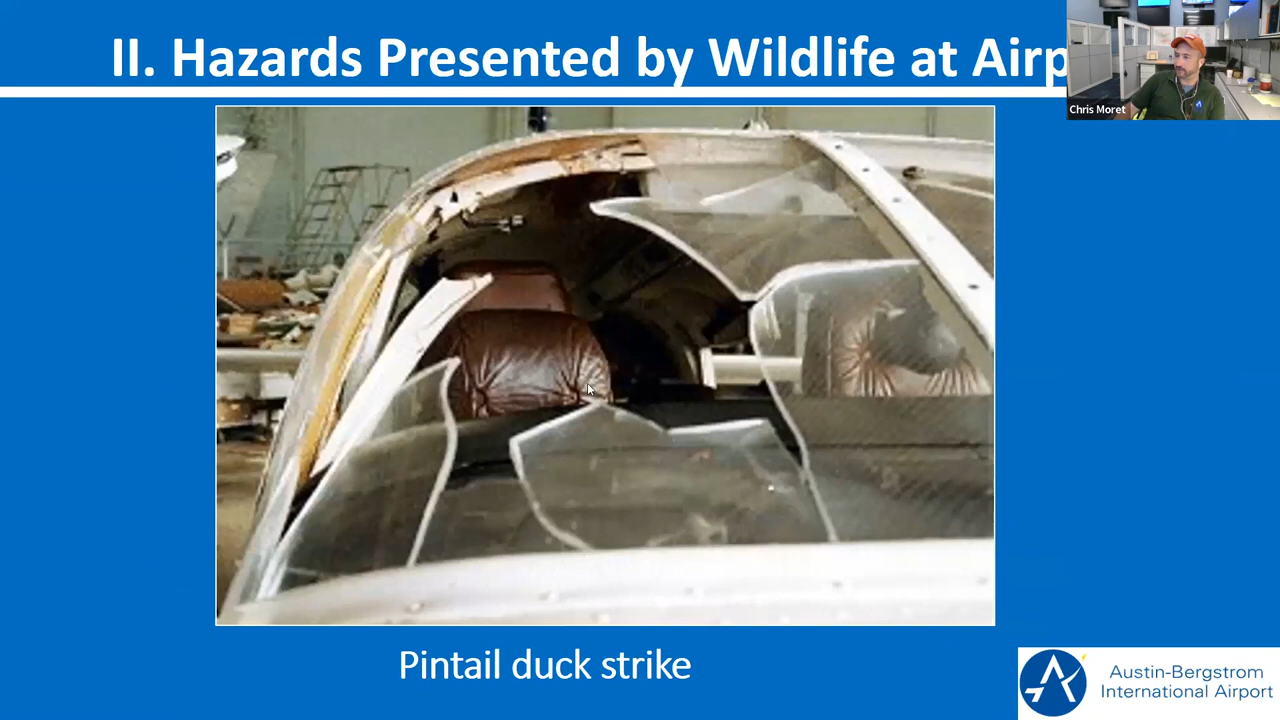 II. Hazards Presented by Wildlife at Airp
Chris Moret
Pintail duck strike
Austin-Bergstrom
International Airport